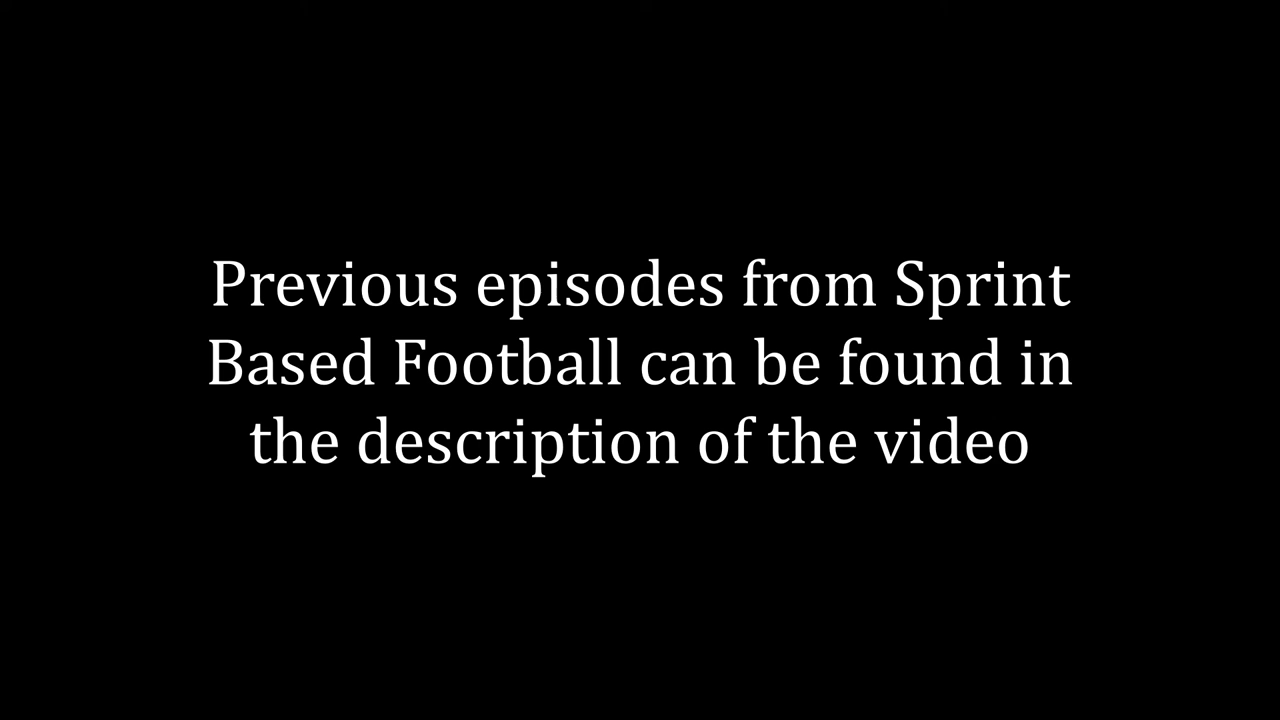 Previous episodes from Sprint
Based Football can be found in
the description of the video